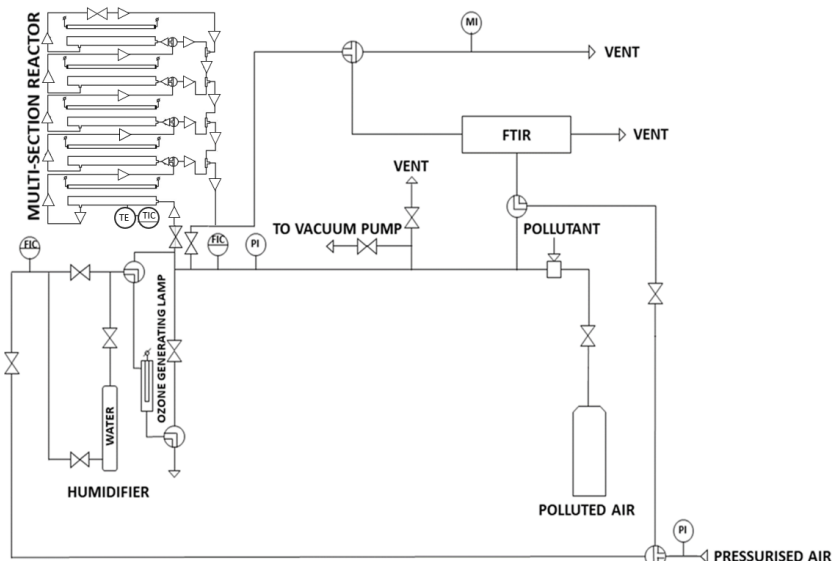 MULTI-SECTION REACTOR
MI
VENT
FTIR
VENT
VENT
TE
TIC
TO VACUUM PUMP
POLLUTANT
FIC
FIC
PI
OZONE GENERATING LAMP
WATER
HUMIDIFIER
POLLUTED AIR
PI
PRESSURISED AIR